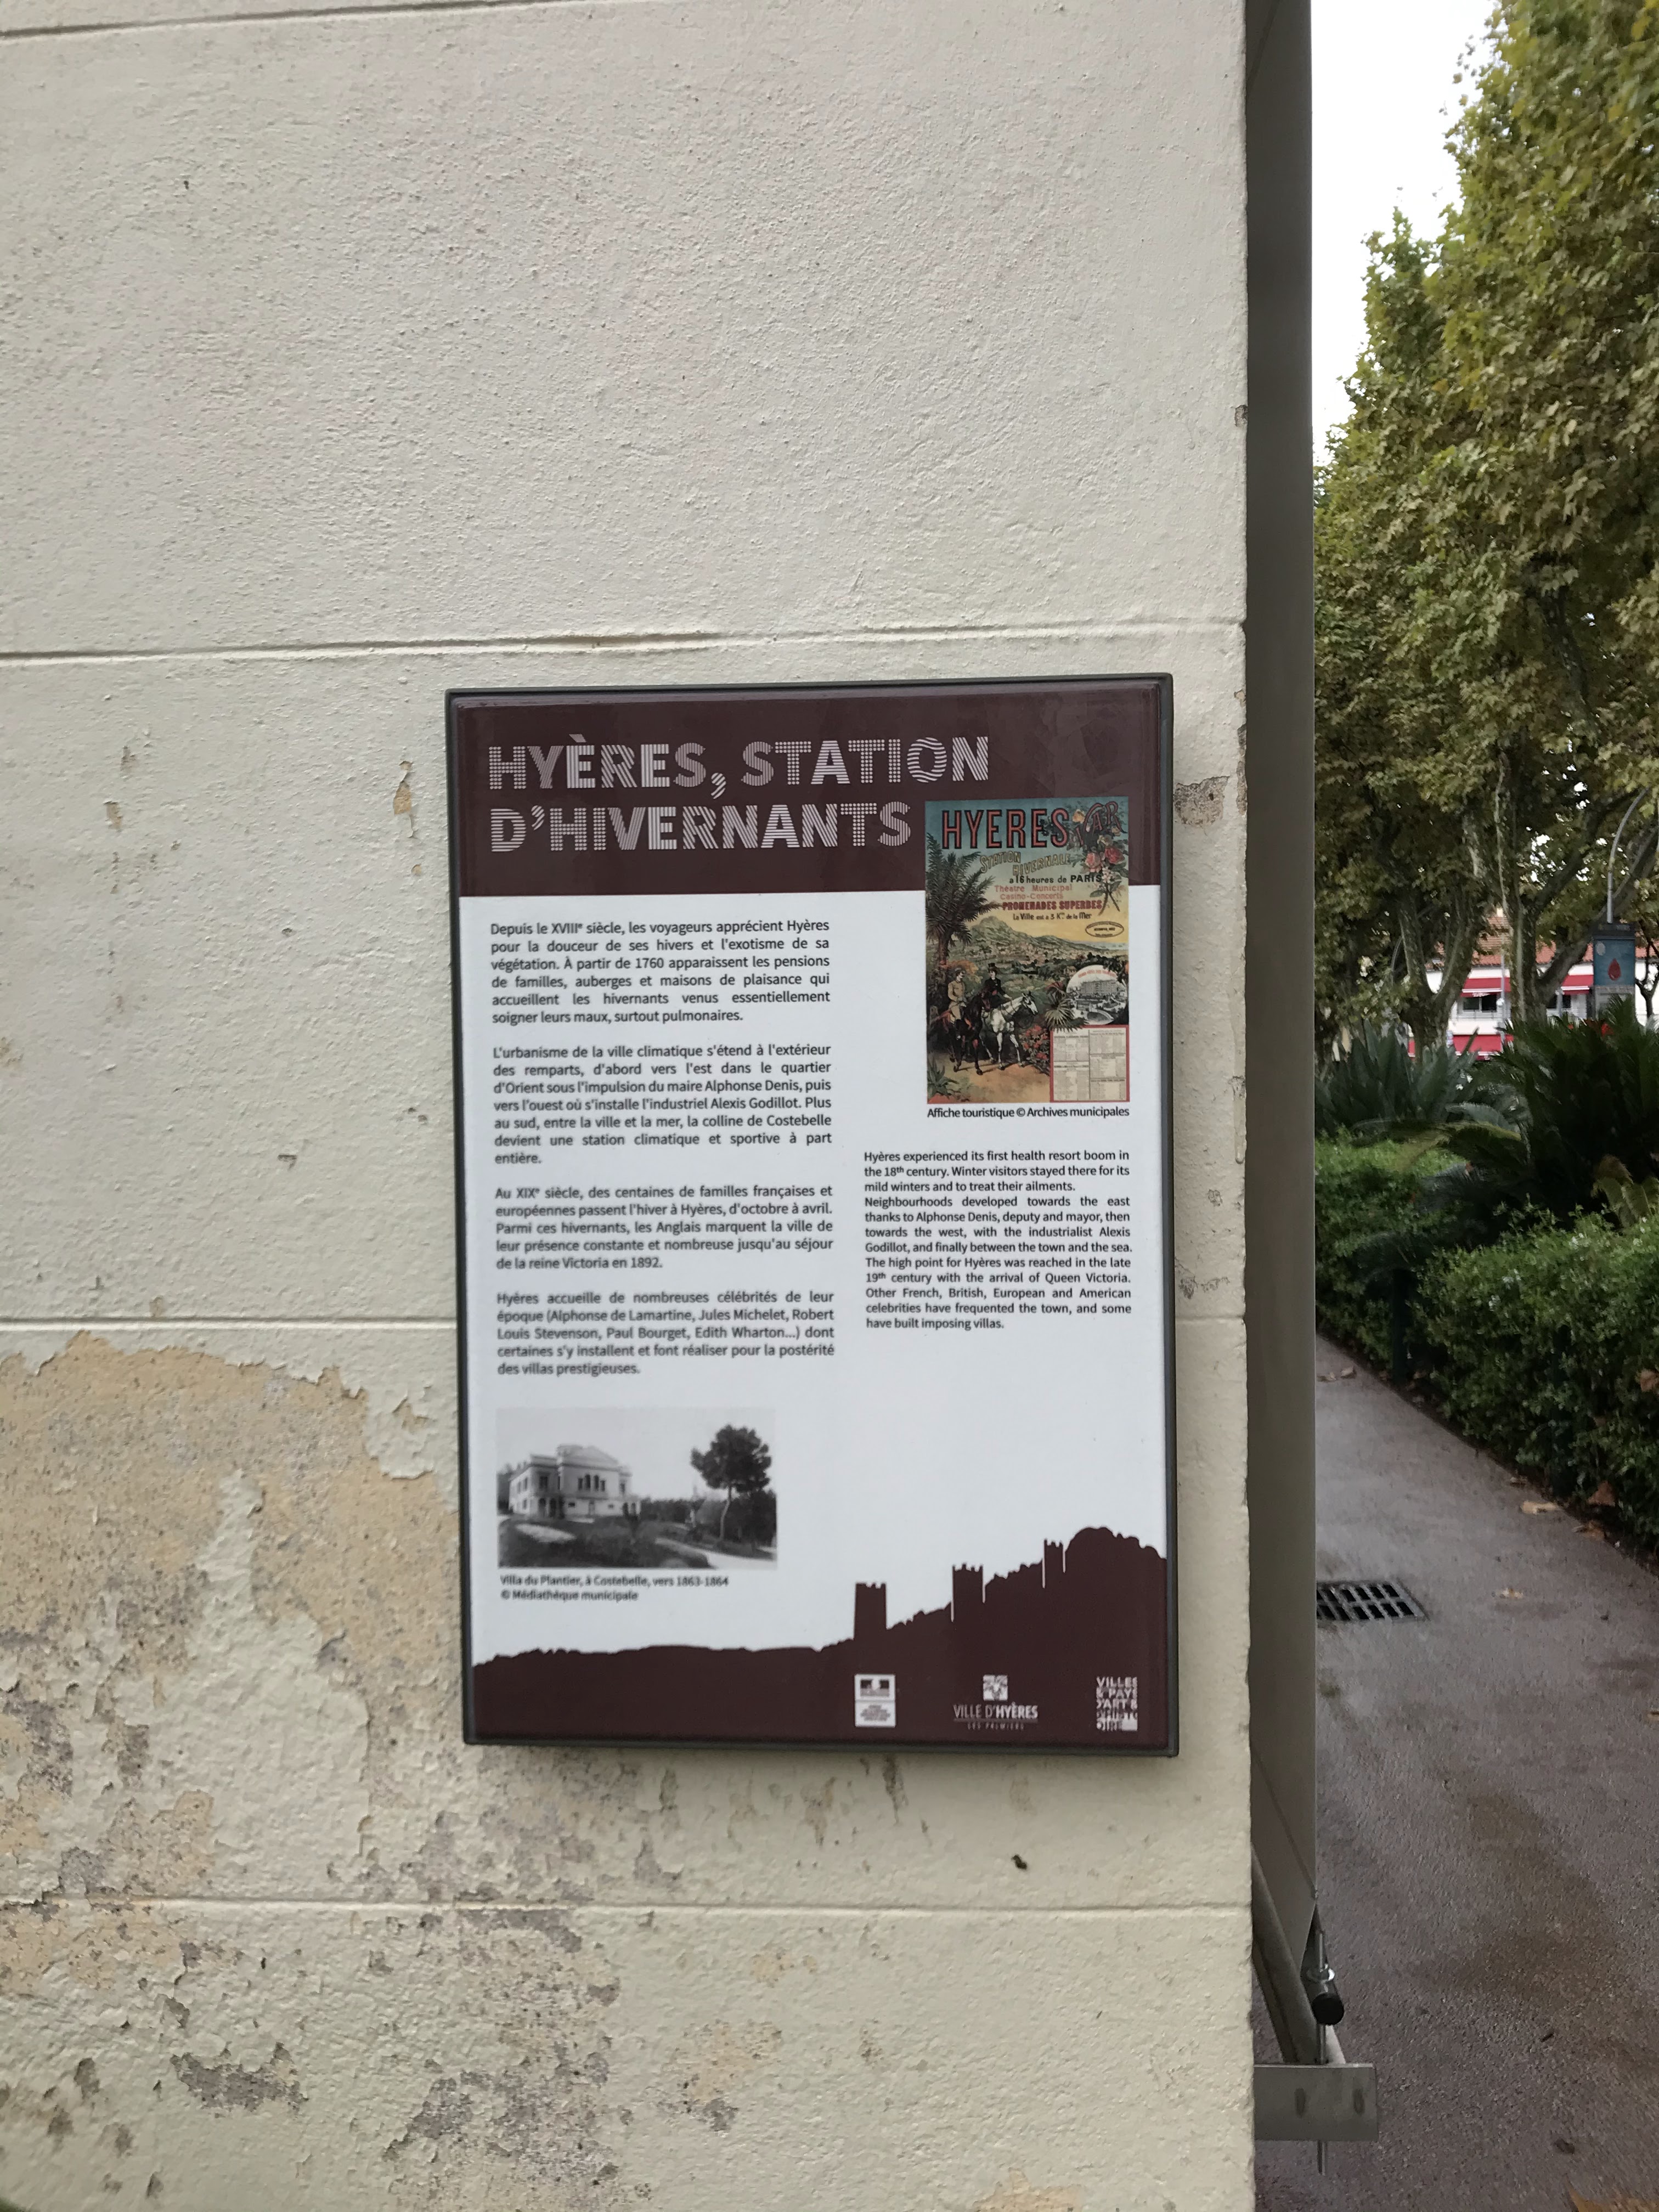 HYÈRES, STATION
D'HIVERNANTS
HYERES
STATION
HIVERNALE
a 16 heures de PARIS
Théatre Municipal
Casino-Concerts
PROMENADES SUPERBES
La Ville est a 5 Km de la Mer
Affiche touristique © Archives municipales
Depuis le XVIIIe siècle, les voyageurs apprécient Hyères
pour la douceur de ses hivers et l'exotisme de sa
végétation. À partir de 1760 apparaissent les pensions
de familles, auberges et maisons de plaisance qui
accueillent les hivernants venus essentiellement
soigner leurs maux, surtout pulmonaires.
L'urbanisme de la ville climatique s'étend à l'extérieur
des remparts, d'abord vers l'est dans le quartier
d'Orient sous l'impulsion du maire Alphonse Denis, puis
vers l'ouest où s'installe l'industriel Alexis Godillot. Plus
au sud, entre la ville et la mer, la colline de Costebelle
devient une station climatique et sportive à part
entière.
Au XIXe siècle, des centaines de familles françaises et
européennes passent l'hiver à Hyères, d'octobre à avril.
Parmi ces hivernants, les Anglais marquent la ville de
leur présence constante et nombreuse jusqu'au séjour
de la reine Victoria en 1892.
Hyères accueille de nombreuses célébrités de leur
époque (Alphonse de Lamartine, Jules Michelet, Robert
Louis Stevenson, Paul Bourget, Edith Wharton...) dont
certaines s'y installent et font réaliser pour la postérité
des villas prestigieuses.
Villa du Plantier, à Costebelle, vers 1863-1864
© Médiathèque municipale
Hyères experienced its first health resort boom in
the 18th century. Winter visitors stayed there for its
mild winters and to treat their ailments.
Neighbourhoods developed towards the east
thanks to Alphonse Denis, deputy and mayor, then
towards the west, with the industrialist Alexis
Godillot, and finally between the town and the sea.
The high point for Hyères was reached in the late
19th century with the arrival of Queen Victoria.
Other French, British, European and American
celebrities have frequented the town, and some
have built imposing villas.
VILLE D'HYÈRES
LES PALMIERS
VILLES
& PAYS
D'ART &
D'HISTO
IRE